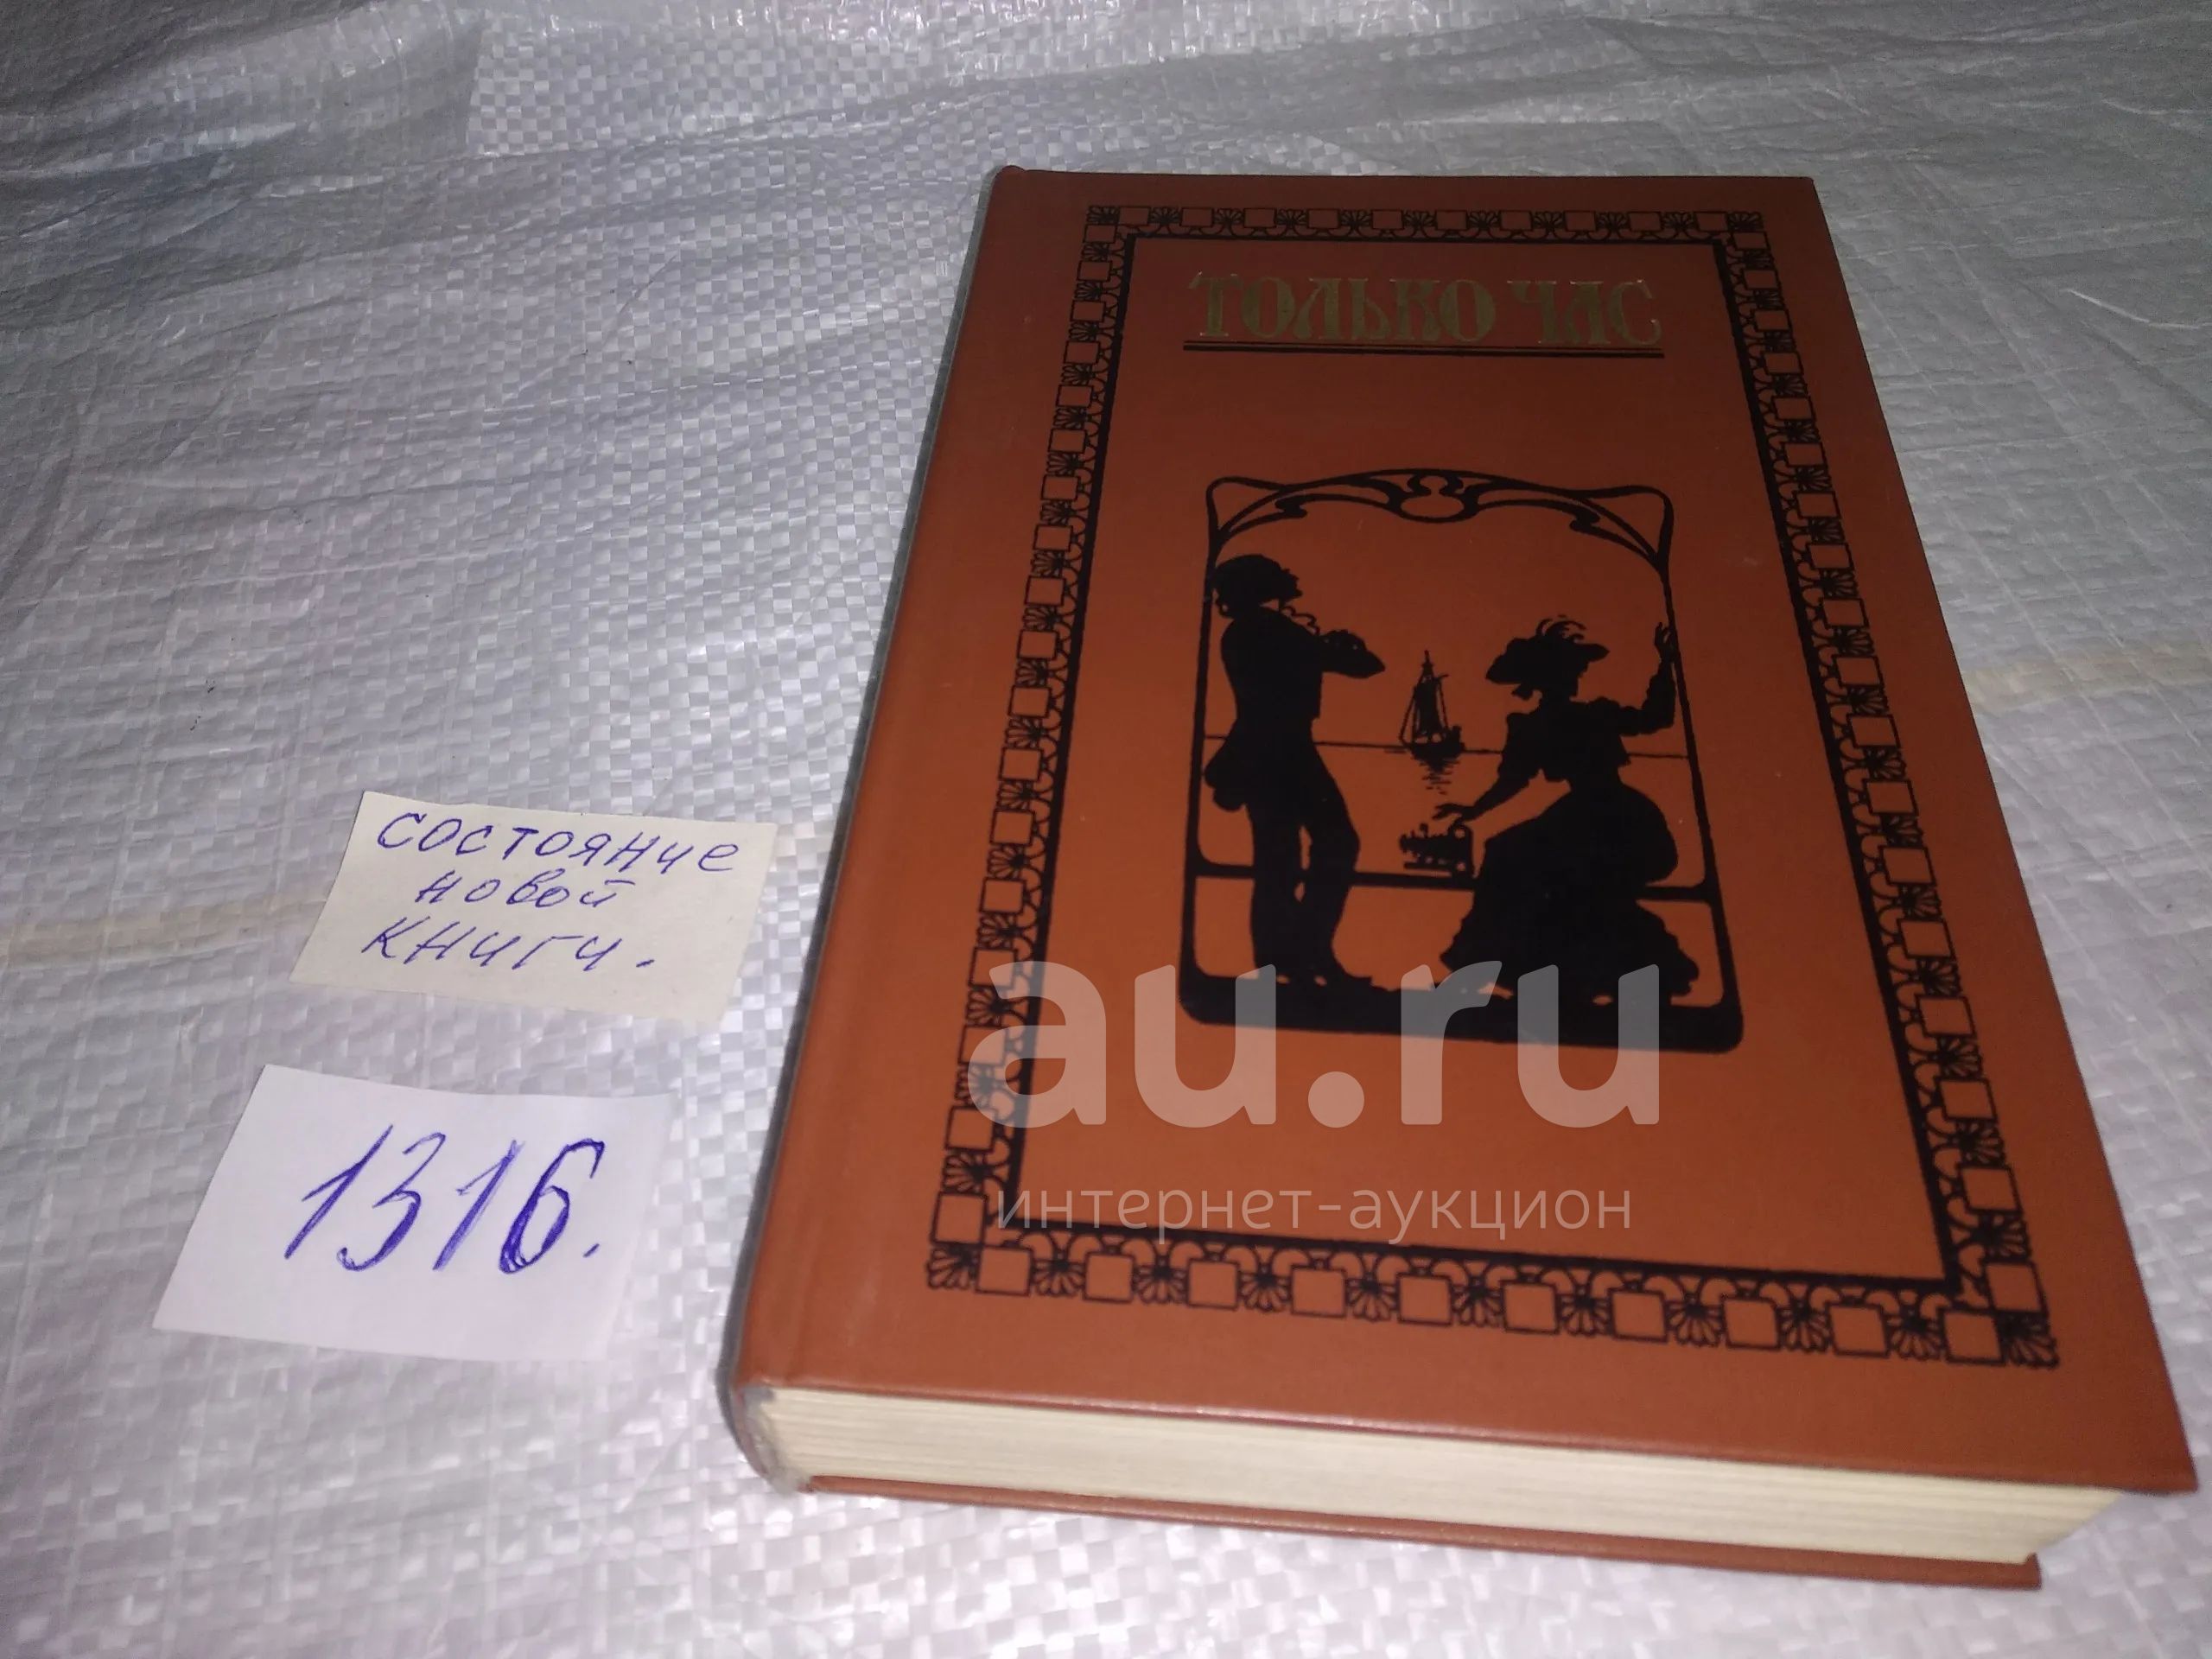 ТОЛЬКО ЧАС
состояние
новой
книги.
1316.
au.ru
интернет-аукцион